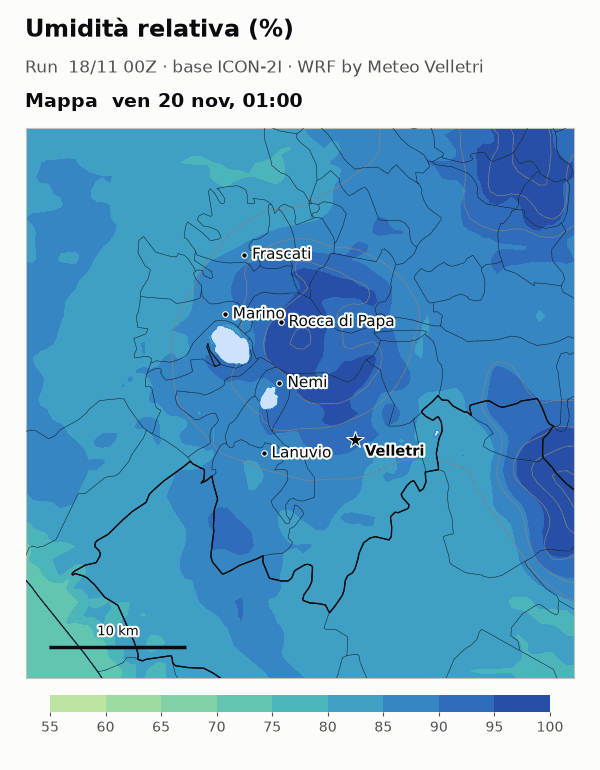 Umidità relativa (%)
Run  18/11 00Z · base ICON-2I · WRF by Meteo Velletri
Mappa  ven 20 nov, 01:00
Frascati
Marino
Rocca di Papa
Nemi
Velletri
Lanuvio
10 km
55 60 65 70 75 80 85 90 95 100